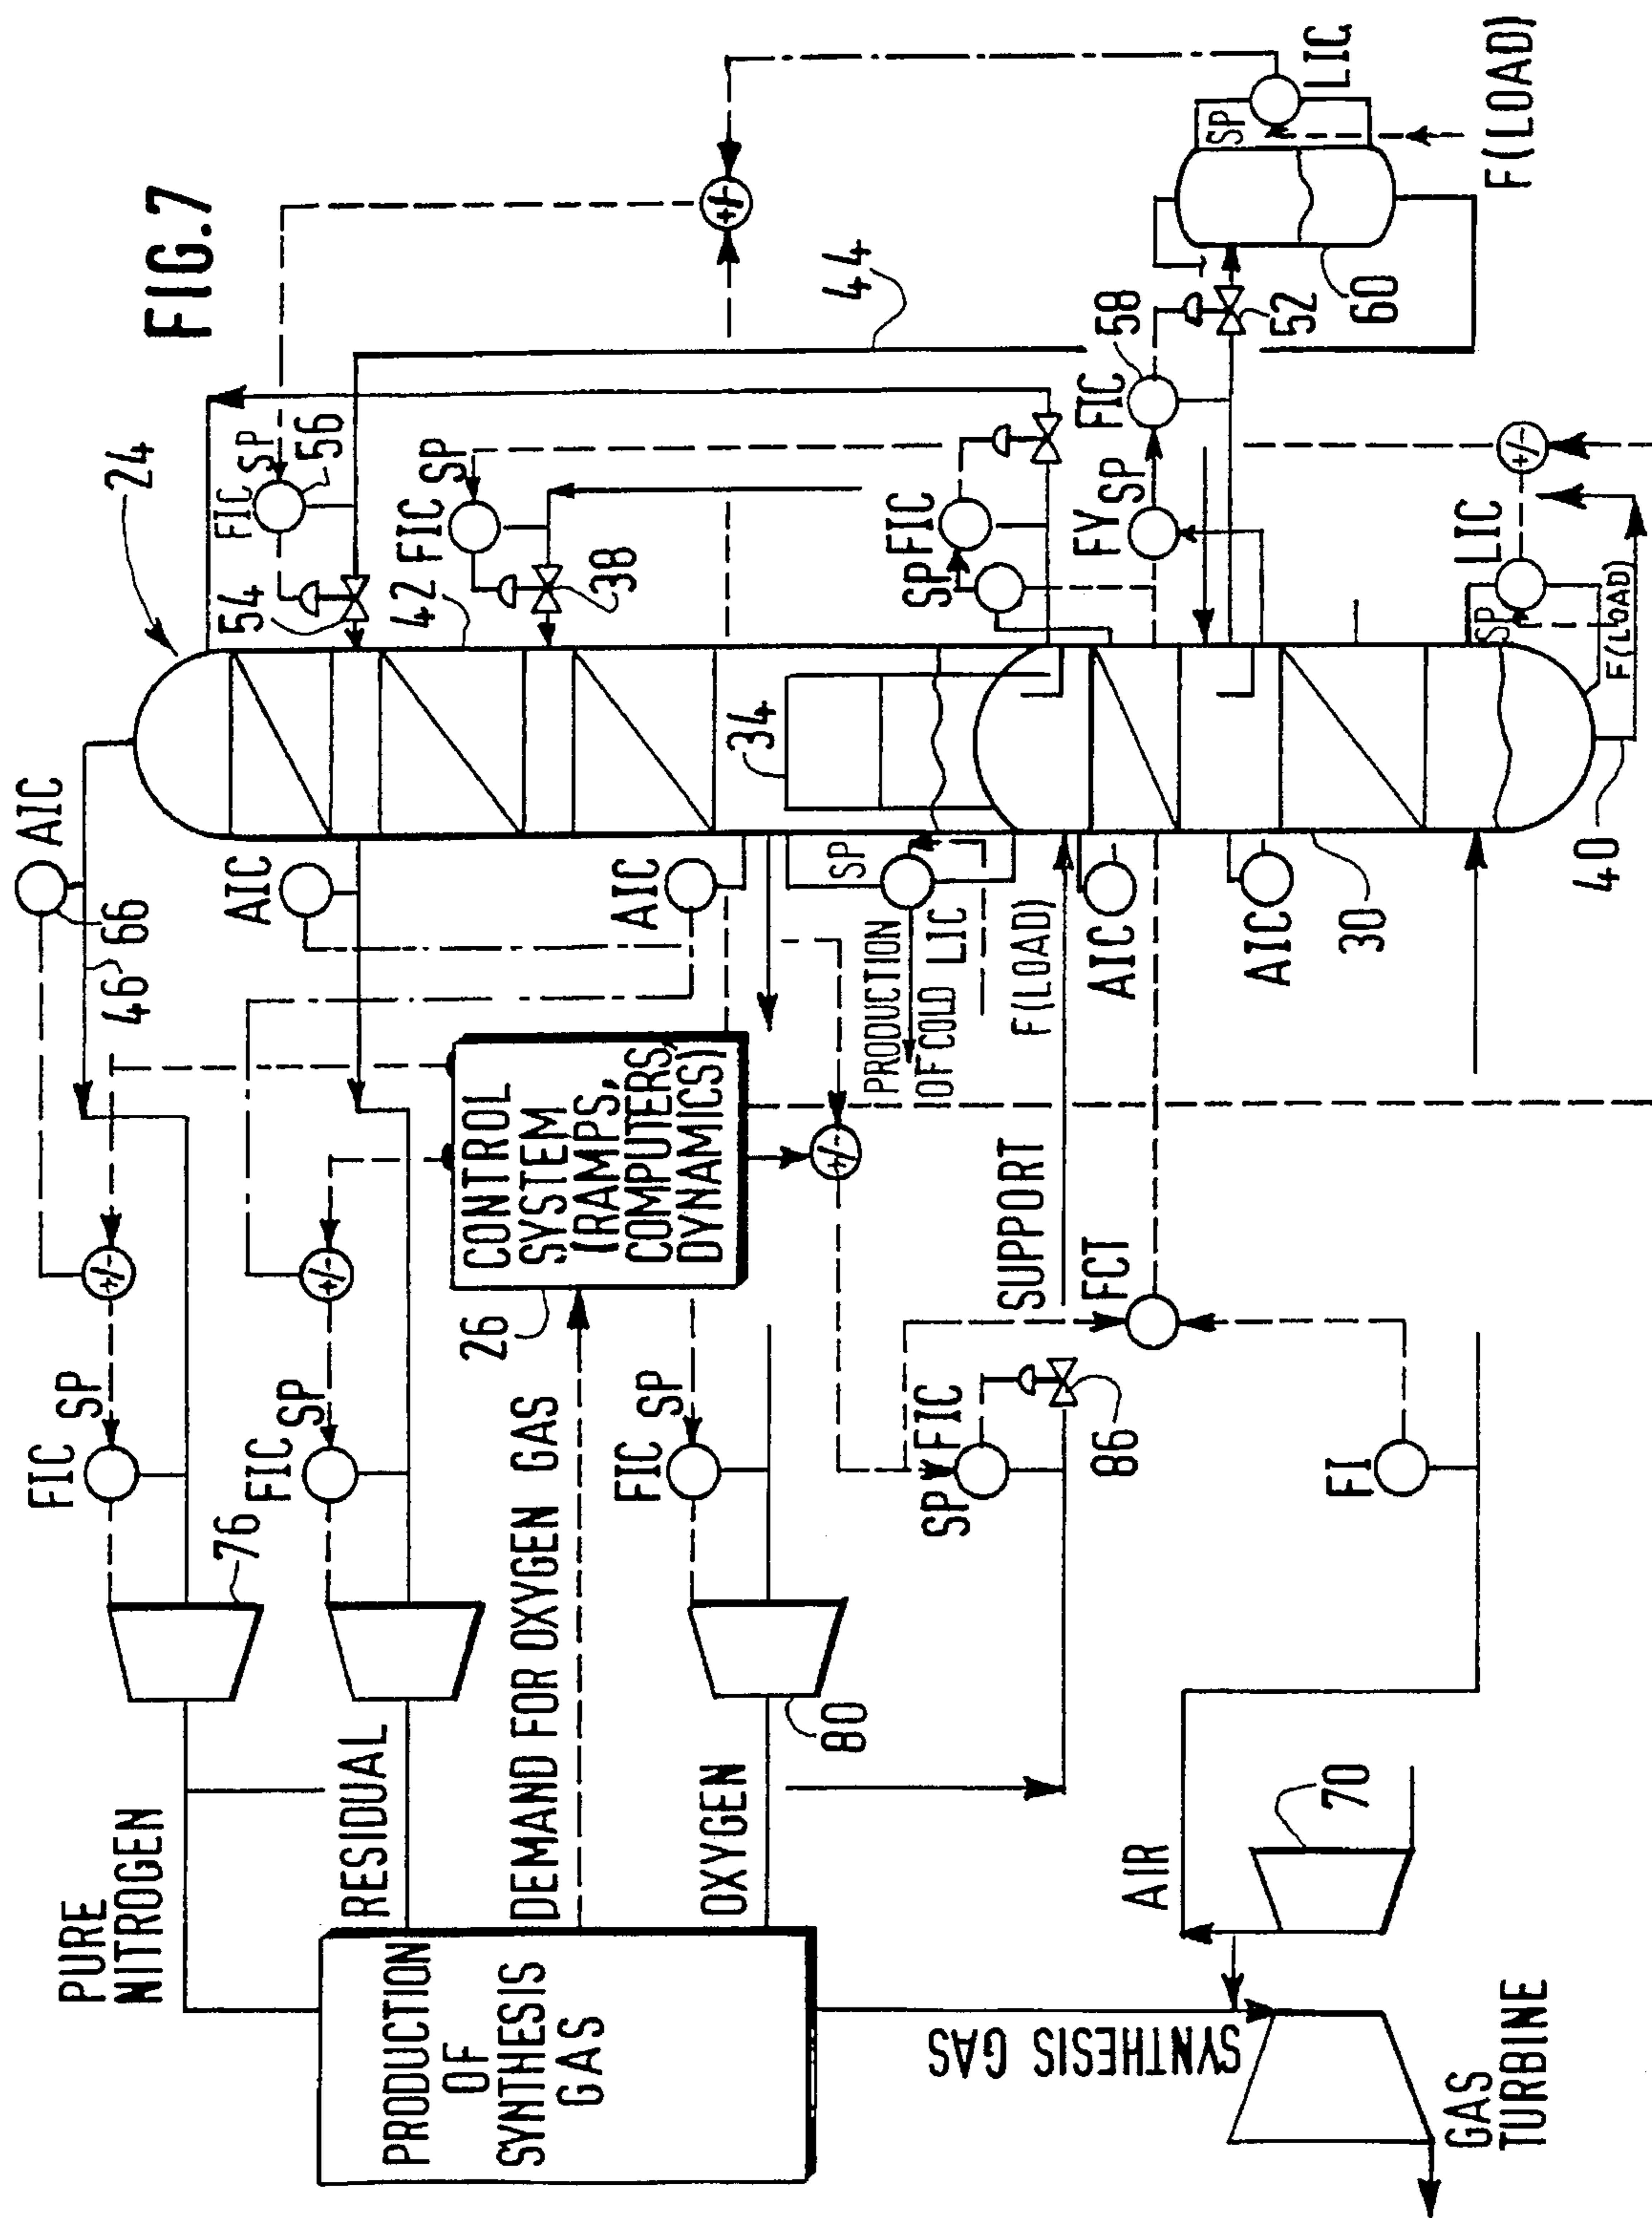 FIG.7
24
FIC
SP
56
54
42
FIC
SP
38
44
LIC
SP
F(LOAD)
58
FIC
52
60
SP
FIC
FY
SP
LIC
SP
F(LOAD)
34
30
40
AIC
66
46
AIC
AIC
SP
PRODUCTION
OF COLD
LIC
F(LOAD)
AIC
AIC
CONTROL
SYSTEM
(RAMPS,
COMPUTERS,
DYNAMICS)
26
+/-
+/-
+/-
+/-
+/-
SUPPORT
FCT
FIC
SP
FIC
SP
FIC
SP
FIC
SP
86
FI
76
80
70
PURE
NITROGEN
RESIDUAL
DEMAND FOR OXYGEN GAS
OXYGEN
AIR
PRODUCTION
OF
SYNTHESIS
GAS
SYNTHESIS GAS
GAS
TURBINE